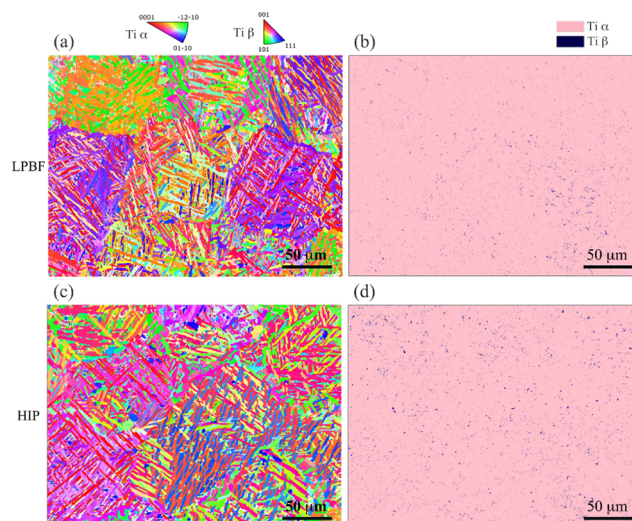 0001 -12-10
Ti α
01-10
001
Ti β
101 111
Ti α
Ti β
(a)
(b)
LPBF
50 μm
50 μm
(c)
(d)
HIP
50 μm
50 μm